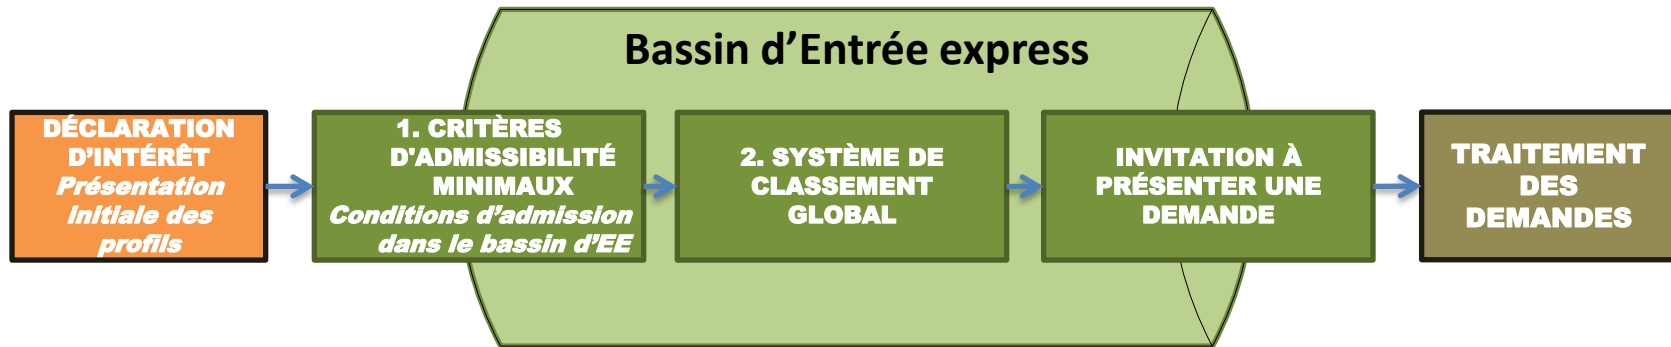 Bassin d’Entrée express
DÉCLARATION
D’INTÉRÊT
Présentation
initiale des
profils
1. CRITÈRES
D'ADMISSIBILITÉ
MINIMAUX
Conditions d’admission
dans le bassin d’EE
2. SYSTÈME DE
CLASSEMENT
GLOBAL
INVITATION À
PRÉSENTER UNE
DEMANDE
TRAITEMENT
DES
DEMANDES